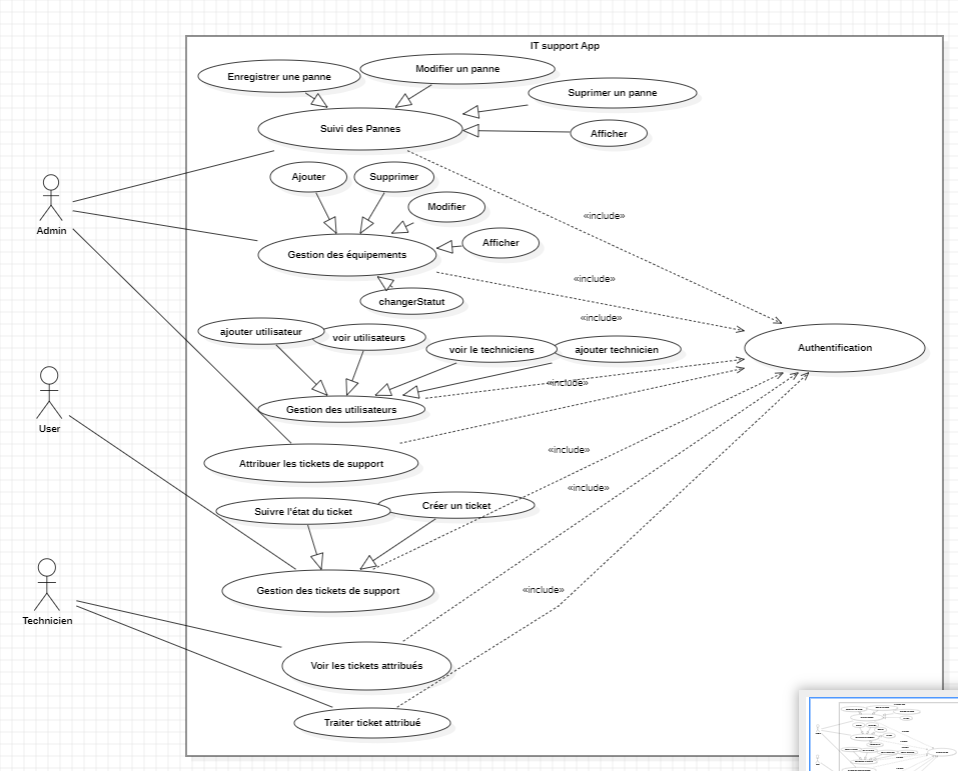 IT support App
Enregistrer une panne
Modifier un panne
Suprimer un panne
Suivi des Pannes
Afficher
Ajouter
Supprimer
Modifier
Admin
«include»
Gestion des équipements
Afficher
«include»
changerStatut
«include»
ajouter utilisateur
voir utilisateurs
voir le techniciens
ajouter technicien
Authentification
«include»
Gestion des utilisateurs
User
«include»
Attribuer les tickets de support
«include»
Suivre l'état du ticket
Créer un ticket
Gestion des tickets de support
«include»
Technicien
Voir les tickets attribués
Traiter ticket attribué